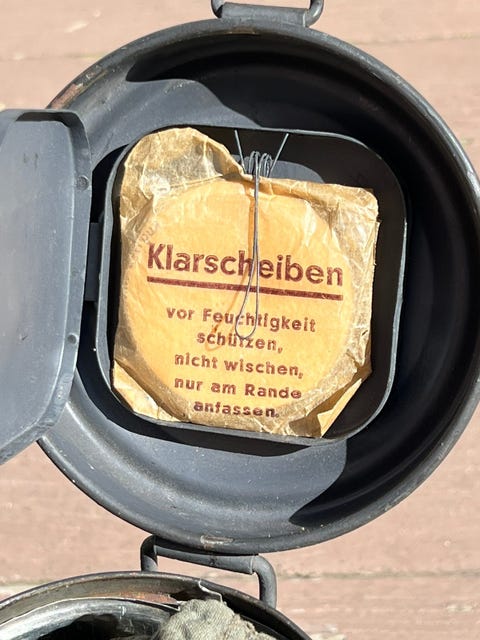 Klarscheiben
vor Feuchtigkeit
schützen,
nicht wischen,
nur am Rande
anfassen.